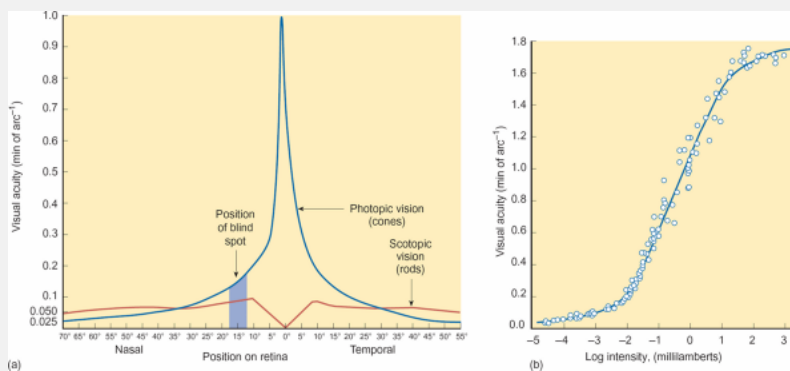 1.0
0.9
0.8
0.7
0.6
0.5
0.4
0.3
0.2
0.1
0.050
0.025
Visual acuity (min of arc⁻¹)
Position
of blind
spot
Photopic vision
(cones)
Scotopic
vision
(rods)
70° 65° 60° 55° 50° 45° 40° 35° 30° 25° 20° 15° 10° 5° 0° 5° 10° 15° 20° 25° 30° 35° 40° 45° 50° 55°
Nasal
Position on retina
Temporal
(a)
1.8
1.6
1.4
1.2
1.0
0.8
0.6
0.4
0.2
0.0
Visual acuity (min of arc⁻¹)
−5 −4 −3 −2 −1 0 1 2 3
Log intensity, (millilamberts)
(b)